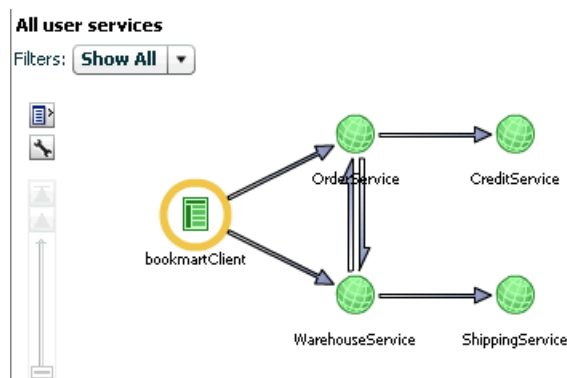 All user services
Filters: Show All
OrderService
CreditService
bookmartClient
WarehouseService
ShippingService